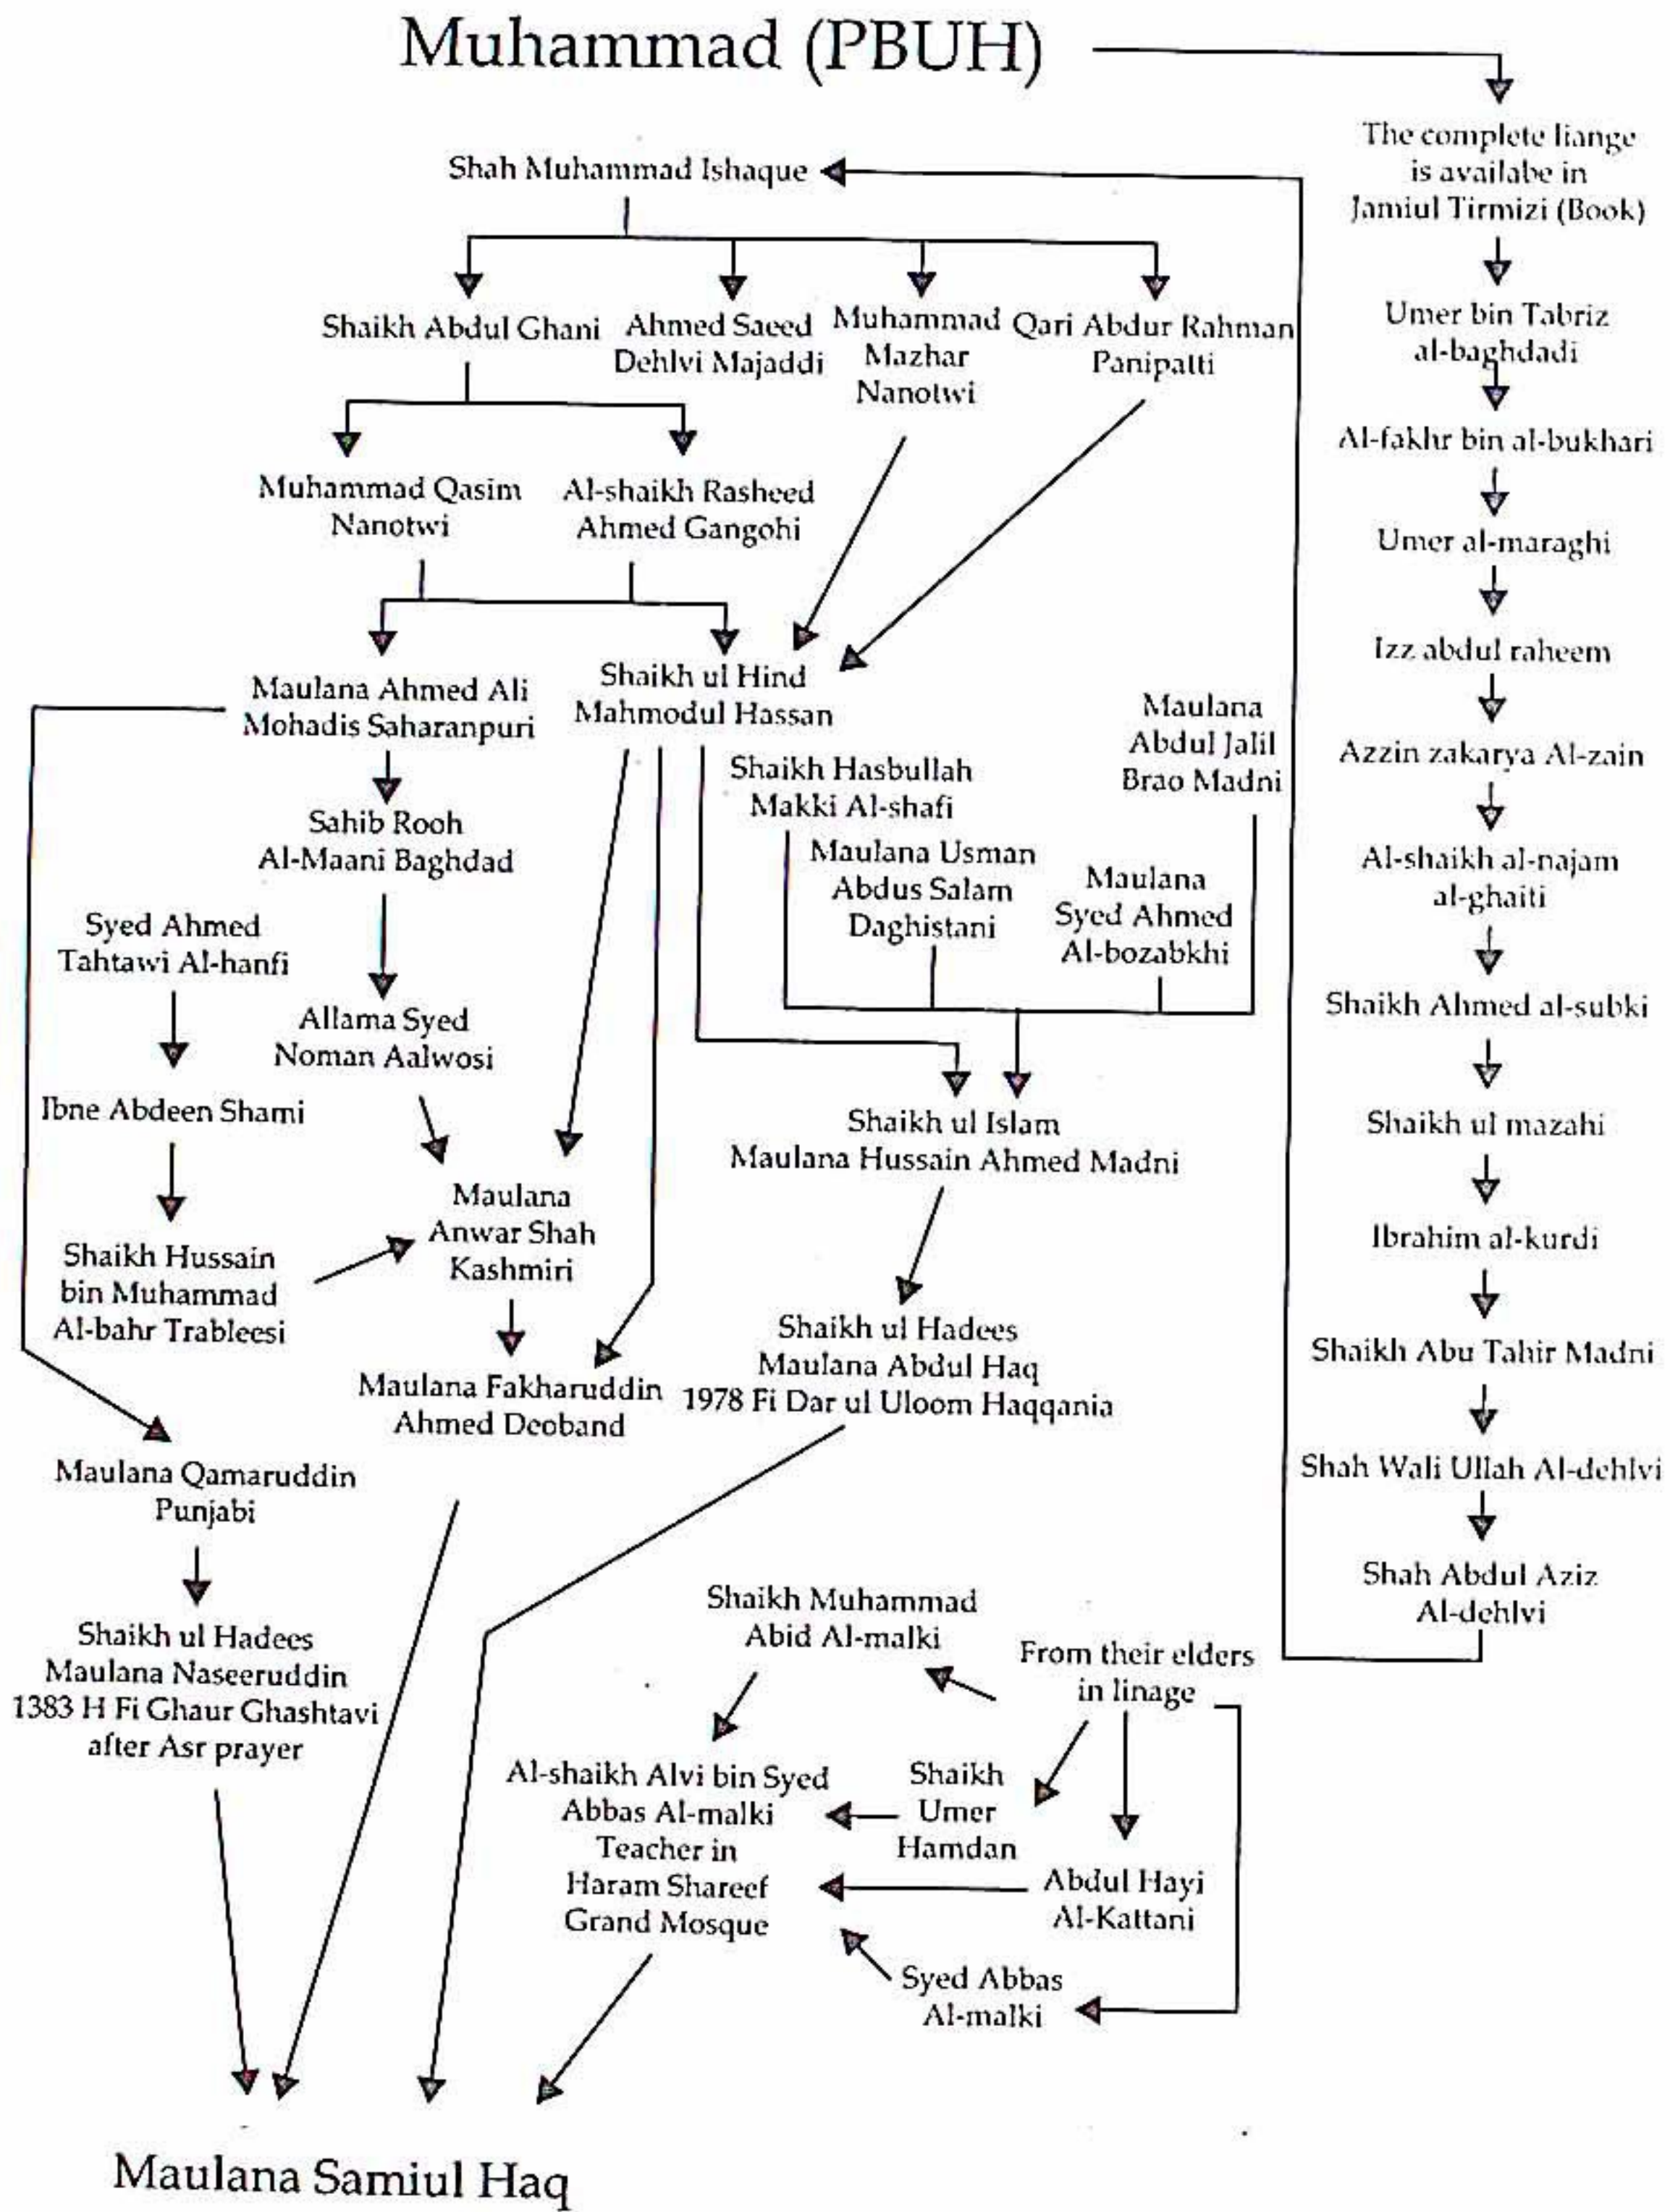 Muhammad (PBUH)
The complete liange
is availabe in
Jamiul Tirmizi (Book)
Umer bin Tabriz
al-baghdadi
Al-fakhr bin al-bukhari
Umer al-maraghi
Izz abdul raheem
Azzin zakarya Al-zain
Al-shaikh al-najam
al-ghaiti
Shaikh Ahmed al-subki
Shaikh ul mazahi
Ibrahim al-kurdi
Shaikh Abu Tahir Madni
Shah Wali Ullah Al-dehlvi
Shah Abdul Aziz
Al-dehlvi
Shah Muhammad Ishaque
Shaikh Abdul Ghani
Ahmed Saeed
Dehlvi Majaddi
Muhammad
Mazhar
Nanotwi
Qari Abdur Rahman
Panipatti
Muhammad Qasim
Nanotwi
Al-shaikh Rasheed
Ahmed Gangohi
Maulana Ahmed Ali
Mohadis Saharanpuri
Shaikh ul Hind
Mahmodul Hassan
Shaikh Hasbullah
Makki Al-shafi
Maulana
Abdul Jalil
Brao Madni
Maulana Usman
Abdus Salam
Daghistani
Maulana
Syed Ahmed
Al-bozabkhi
Sahib Rooh
Al-Maani Baghdad
Syed Ahmed
Tahtawi Al-hanfi
Allama Syed
Noman Aalwosi
Ibne Abdeen Shami
Shaikh ul Islam
Maulana Hussain Ahmed Madni
Shaikh Hussain
bin Muhammad
Al-bahr Trableesi
Maulana
Anwar Shah
Kashmiri
Maulana Fakharuddin
Ahmed Deoband
Shaikh ul Hadees
Maulana Abdul Haq
1978 Fi Dar ul Uloom Haqqania
Maulana Qamaruddin
Punjabi
Shaikh ul Hadees
Maulana Naseeruddin
1383 H Fi Ghaur Ghashtavi
after Asr prayer
Shaikh Muhammad
Abid Al-malki
From their elders
in linage
Al-shaikh Alvi bin Syed
Abbas Al-malki
Teacher in
Haram Shareef
Grand Mosque
Shaikh
Umer
Hamdan
Abdul Hayi
Al-Kattani
Syed Abbas
Al-malki
Maulana Samiul Haq